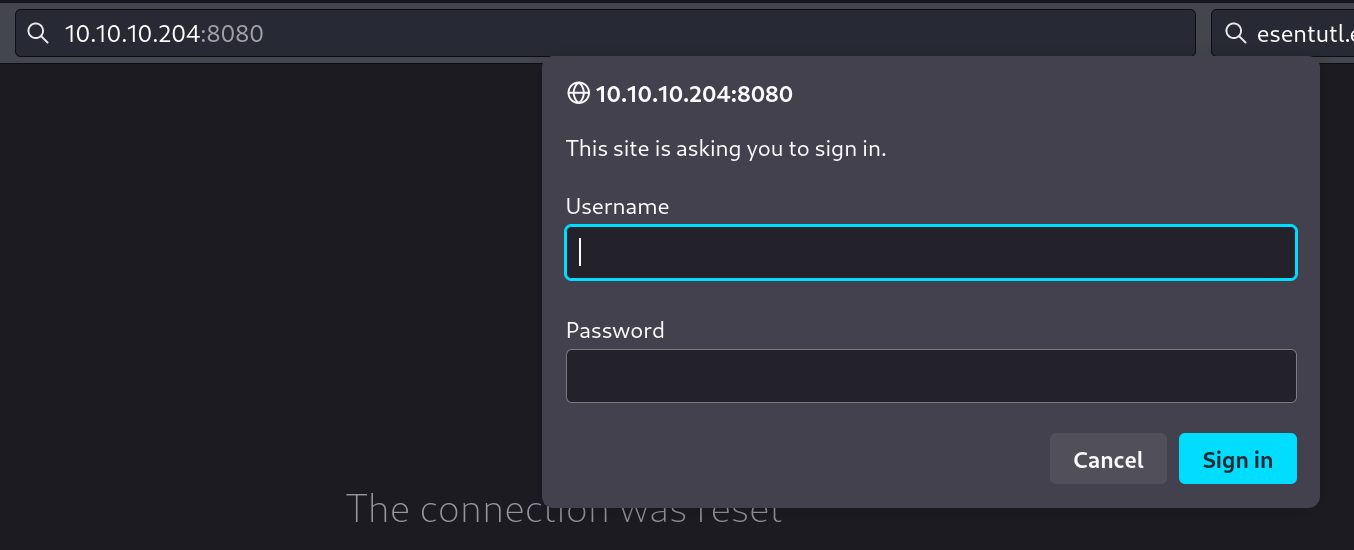 10.10.10.204:8080
esentutl.e
10.10.10.204:8080
This site is asking you to sign in.
Username
Password
Cancel
Sign in
The connection was reset